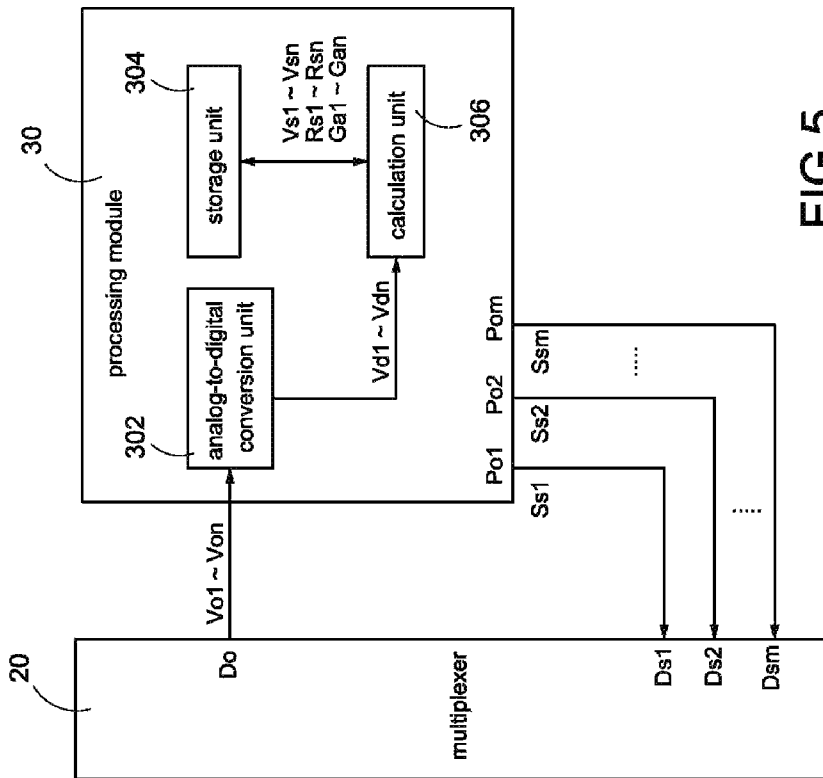 20
multiplexer
Do
Ds1
Ds2
Dsm
Vo1 ~ Von
30
processing module
302
analog-to-digital
conversion unit
304
storage unit
Vs1 ~ Vsn
Rs1 ~ Rsn
Ga1 ~ Gan
Vd1 ~ Vdn
calculation unit
306
Po1
Po2
Pom
Ss1
Ss2
Ssm
......
......
FIG.5